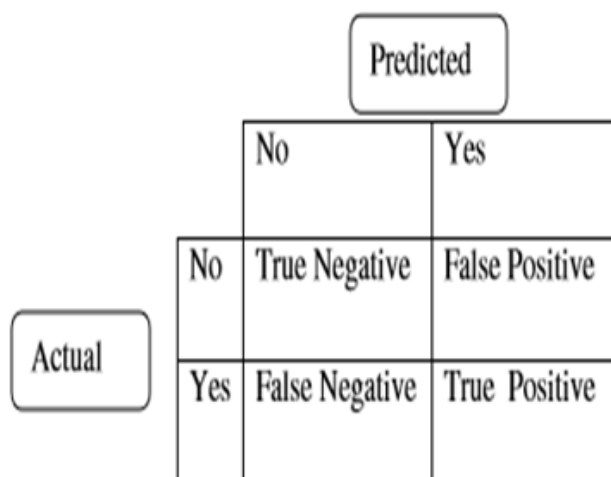 Predicted
No Yes
No True Negative False Positive
Actual
Yes False Negative True Positive